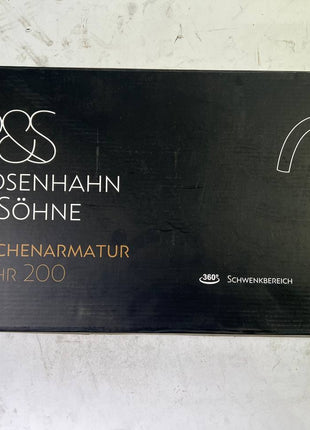 &S
OSENHAHN
SÖHNE
CHENARMATUR
HR 200
360°
SCHWENKBEREICH